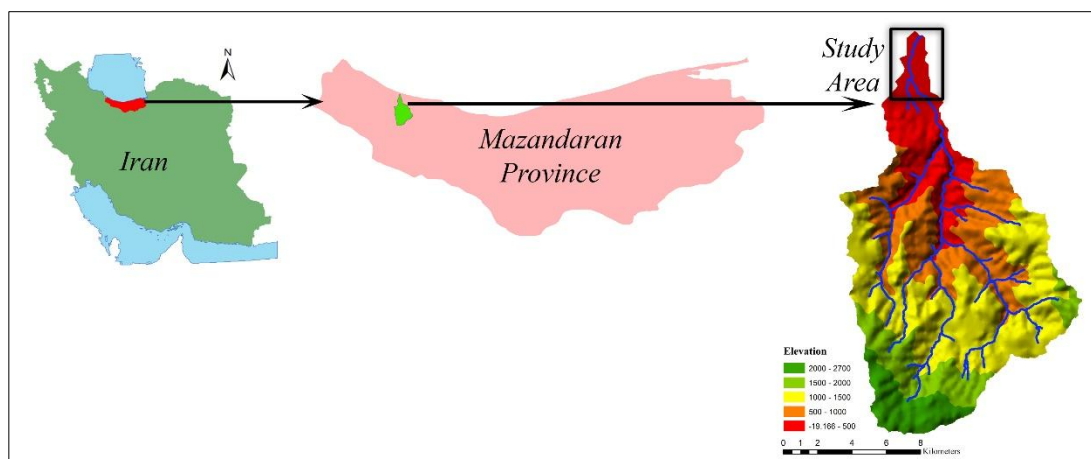 N
Iran
Mazandaran
Province
Study
Area
Elevation
2000 - 2700
1500 - 2000
1000 - 1500
500 - 1000
-19.166 - 500
0 1 2 4 6 8
Kilometers